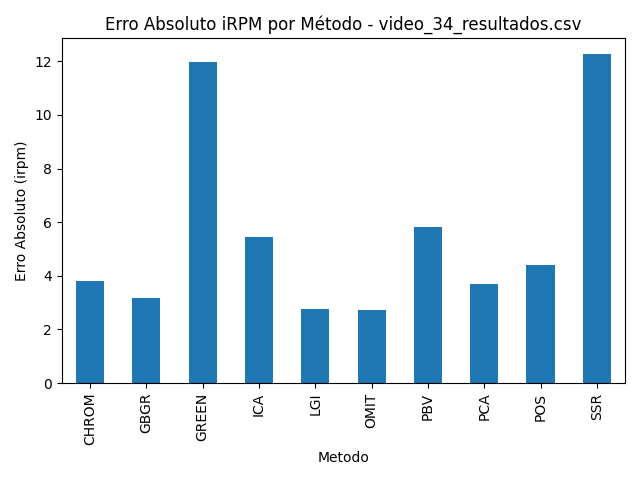 Erro Absoluto iRPM por Método - video_34_resultados.csv
Erro Absoluto (irpm)
12
10
8
6
4
2
0
CHROM
GBGR
GREEN
ICA
LGI
OMIT
PBV
PCA
POS
SSR
Metodo